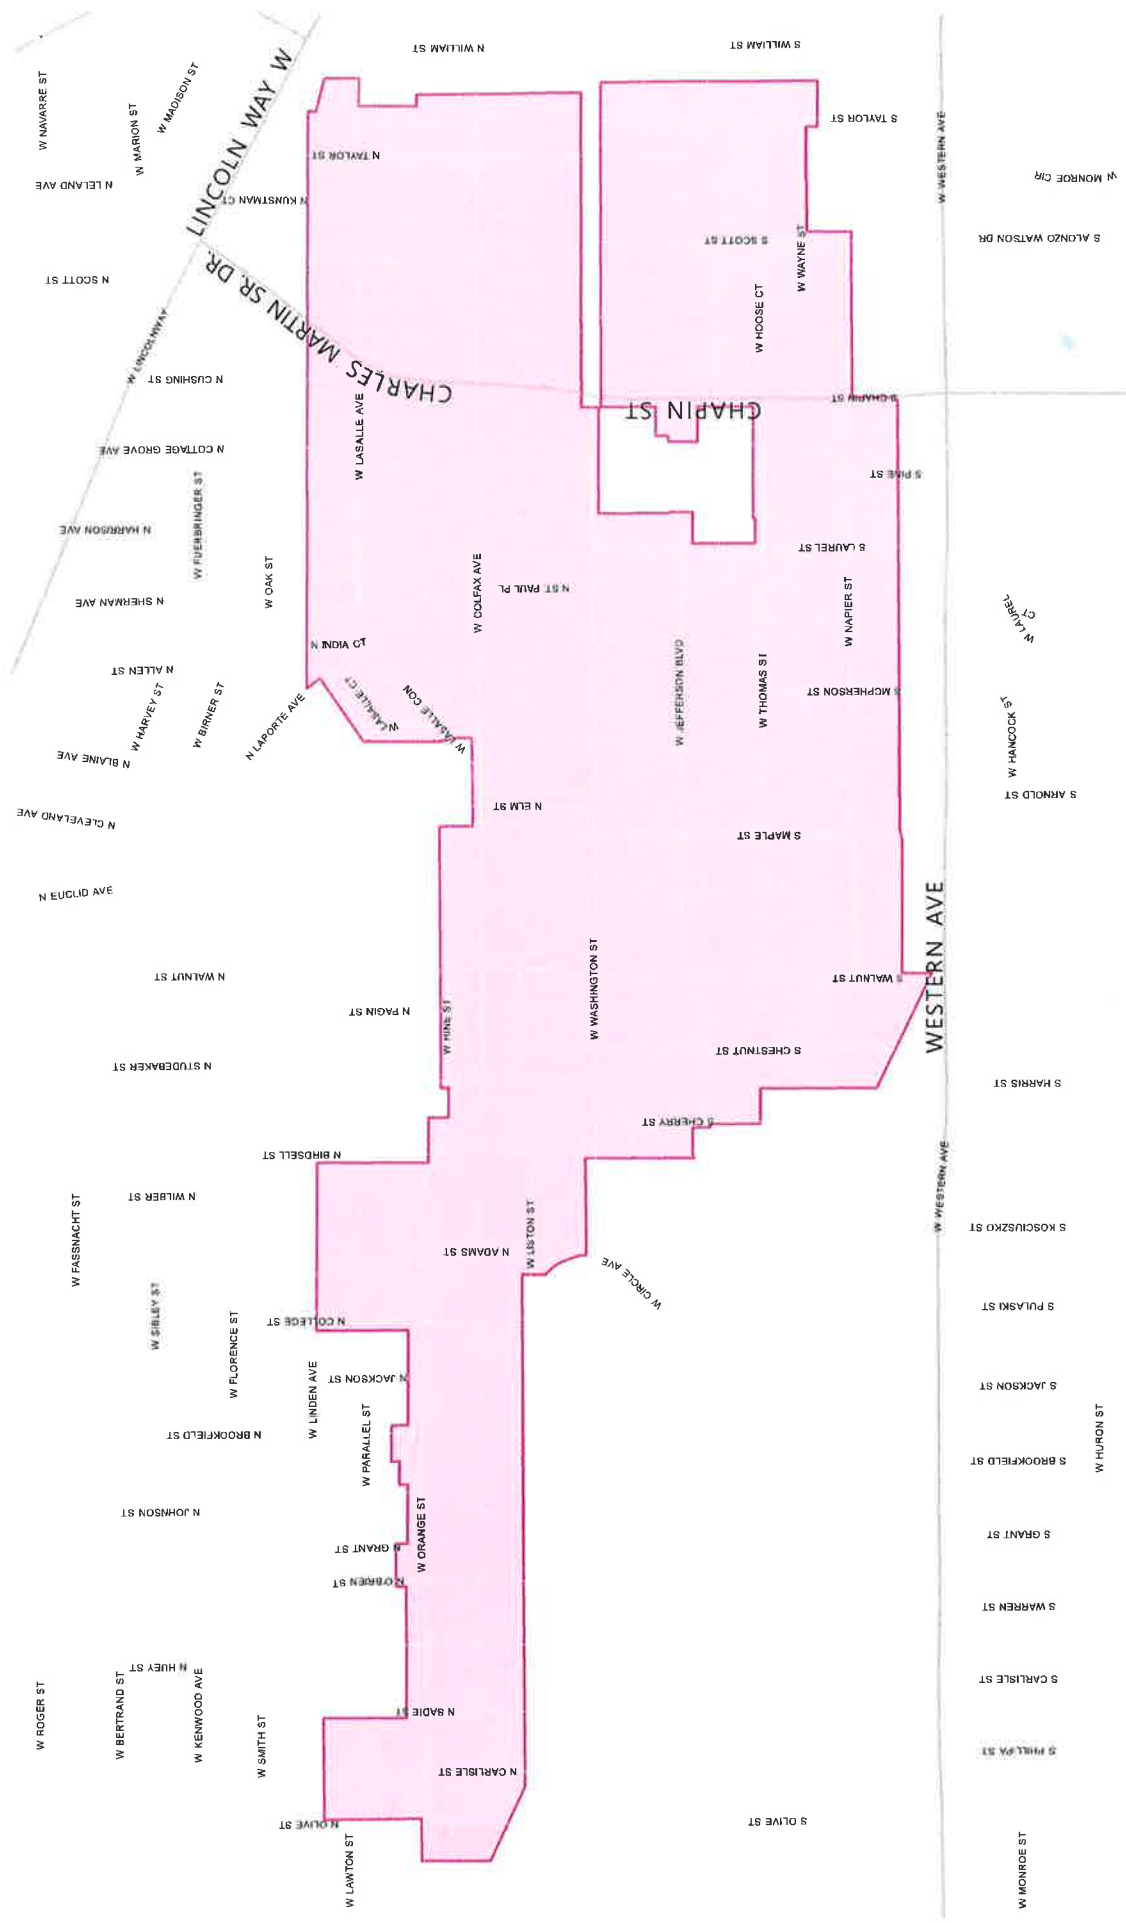 N WILLIAM ST
S WILLIAM ST
W NAVARRE ST
W MARION ST
W MADISON ST
LINCOLN WAY W
S TAYLOR ST
W WESTERN AVE
N TAYLOR ST
N LELAND AVE
W MONROE CIR
N KUNSTMAN CT
S SCOTT ST
W WAYNE ST
S ALONZO WATSON DR
N SCOTT ST
CHARLES MARTIN SR. DR.
W HOOSE CT
W LINCOLNWAY
N CUSHING ST
S CHAPIN ST
CHAPIN ST
W LASALLE AVE
N COTTAGE GROVE AVE
S PINE ST
N HARRISON AVE
W FUERBRINGER ST
S LAUREL ST
W OAK ST
W COLFAX AVE
N ST. PAUL PL
N SHERMAN AVE
W NAPIER ST
W LAUREL
CT
N INDIA CT
N ALLEN ST
W JEFFERSON BLVD
W THOMAS ST
S MCPHERSON ST
W LASALLE CT
W LASALLE CON
W HARVEY ST
W BIRNER ST
N LAPORTE AVE
W HANCOCK ST
N BLAINE AVE
S ARNOLD ST
N ELM ST
N CLEVELAND AVE
S MAPLE ST
N EUCLID AVE
WESTERN AVE
N WALNUT ST
W WASHINGTON ST
S WALNUT ST
N PAGIN ST
W HINE ST
S CHESTNUT ST
N STUDEBAKER ST
S HARRIS ST
S CHERRY ST
N BIRDSELL ST
W WESTERN AVE
N WILBER ST
W FASSNACHT ST
W LISTON ST
S KOSCIUSZKO ST
N ADAMS ST
W CIRCLE AVE
W SIBLEY ST
S PULASKI ST
N COLLEGE ST
W FLORENCE ST
W LINDEN AVE
N JACKSON ST
S JACKSON ST
W PARALLEL ST
N BROOKFIELD ST
W HURON ST
S BROOKFIELD ST
N JOHNSON ST
W ORANGE ST
S GRANT ST
N GRANT ST
N O'BRIEN ST
S WARREN ST
N HUEY ST
S CARLISLE ST
W ROGER ST
W BERTRAND ST
W KENWOOD AVE
N SADIE ST
W SMITH ST
S PHILLIPA ST
N CARLISLE ST
N OLIVE ST
S OLIVE ST
W LAWTON ST
W MONROE ST